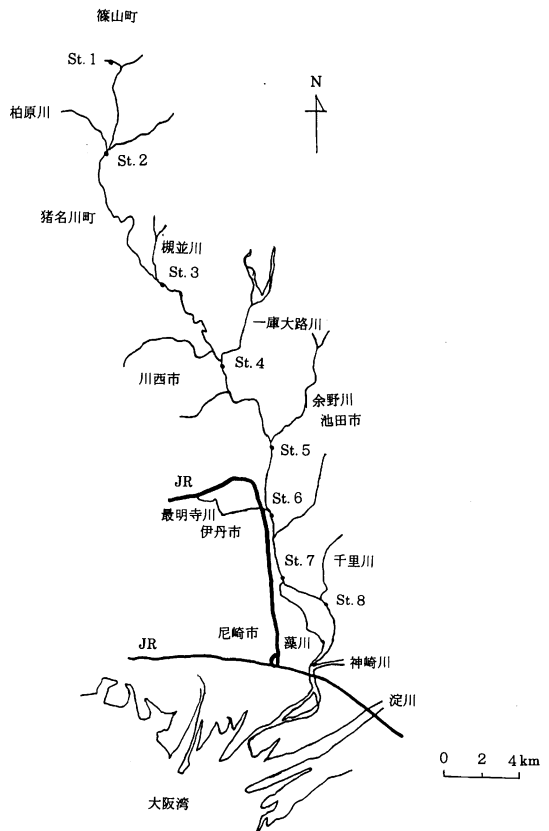 篠山町
St. 1
N
柏原川
St. 2
猪名川町
槻並川
St. 3
一庫大路川
St. 4
川西市
余野川
池田市
St. 5
JR
St. 6
最明寺川
伊丹市
St. 7
千里川
St. 8
尼崎市
藻川
JR
神崎川
淀川
0 2 4 km
大阪湾